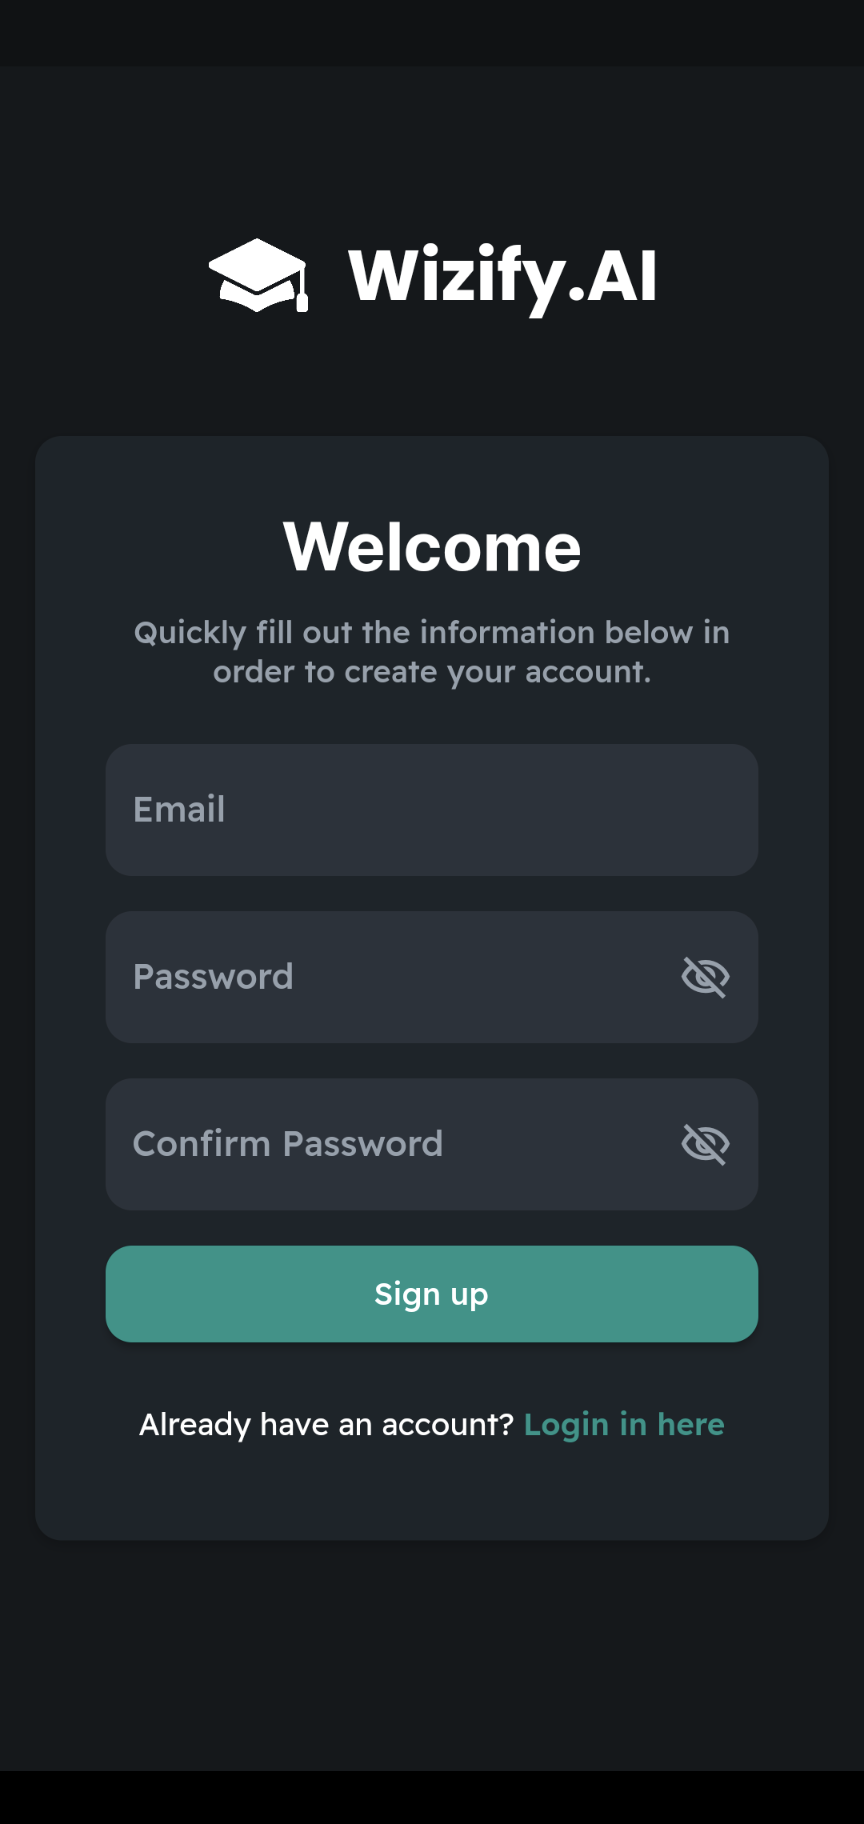 Wizify.AI
Welcome
Quickly fill out the information below in
order to create your account.
Email
Password
Confirm Password
Sign up
Already have an account? Login in here